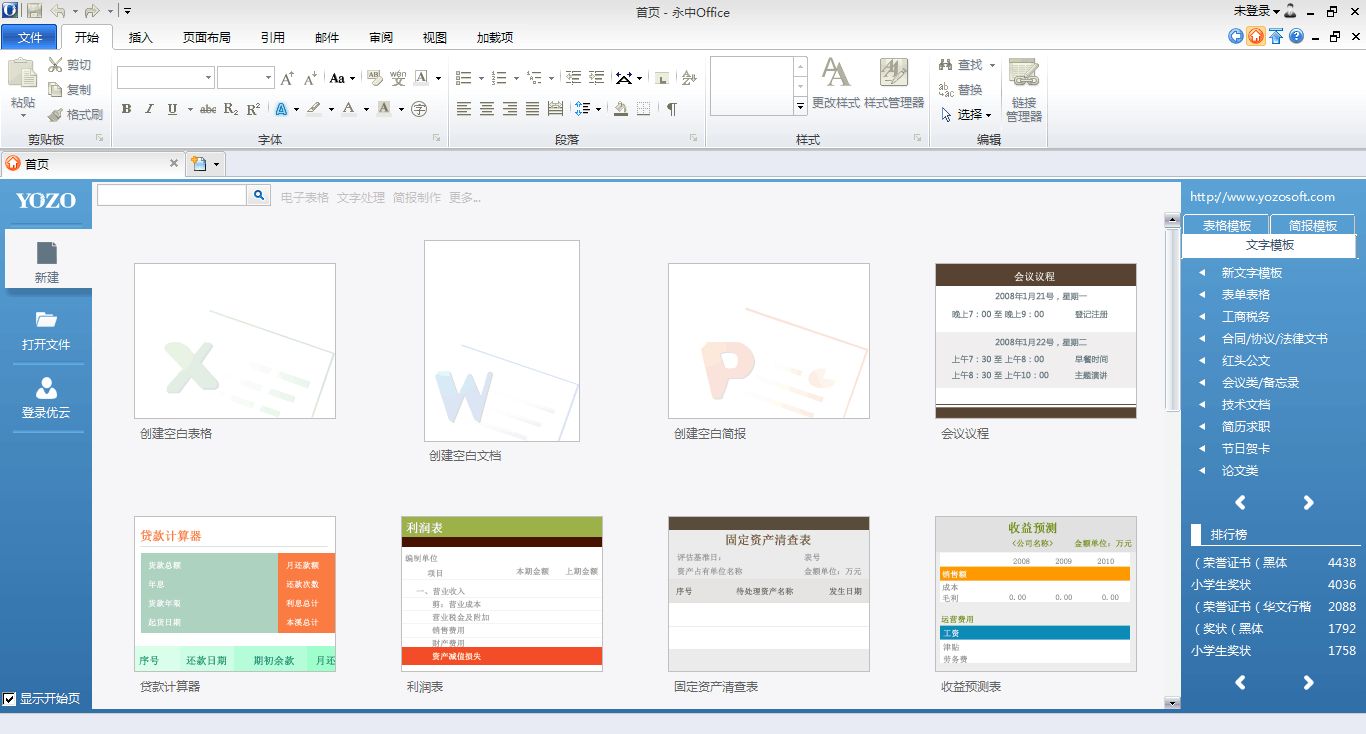 首页 - 永中Office
未登录
文件 开始 插入 页面布局 引用 邮件 审阅 视图 加载项
粘贴
剪切
复制
格式刷
剪贴板
Aa
abc wén A
B I U abc R₂ R² A A A 字
字体
段落
更改样式 样式管理器
样式
查找
替换
选择
链接
管理器
编辑
首页
YOZO
新建
打开文件
登录优云
显示开始页
电子表格 文字处理 简报制作 更多...
X
创建空白表格
W
创建空白文档
P
创建空白简报
会议议程
2008年1月21号，星期一
晚上7：00 至 晚上9：00 登记注册
2008年1月22号，星期二
上午7：30 至 上午8：00 早餐时间
上午8：30 至 上午10：00 主题演讲
会议议程
贷款计算器
贷款总额 月还款额
年息 还款次数
贷款年限 利息总计
起贷日期 本溪总计
序号 还款日期 期初余款 月还
贷款计算器
利润表
编制单位
项目 本期金额 上期金额
一、营业收入
剪：营业成本
营业税金及附加
销售费用
财产费用
资产减值损失
利润表
固定资产清查表
评估基准日： 表号
资产占有单位名称 金额单位：万元
序号 待处理资产名称 发生日期
固定资产清查表
收益预测
<公司名称> 金额单位：万元
2008 2009 2010
销售额
成本
毛利 0.00 0.00 0.00
运营费用
工资
津贴
劳务费
收益预测表
http://www.yozosoft.com
表格模板 简报模板
文字模板
新文字模板
表单表格
工商税务
合同/协议/法律文书
红头公文
会议类/备忘录
技术文档
简历求职
节日贺卡
论文类
排行榜
（荣誉证书（黑体 4438
小学生奖状 4036
（荣誉证书（华文行楷 2088
（奖状（黑体 1792
小学生奖状 1758